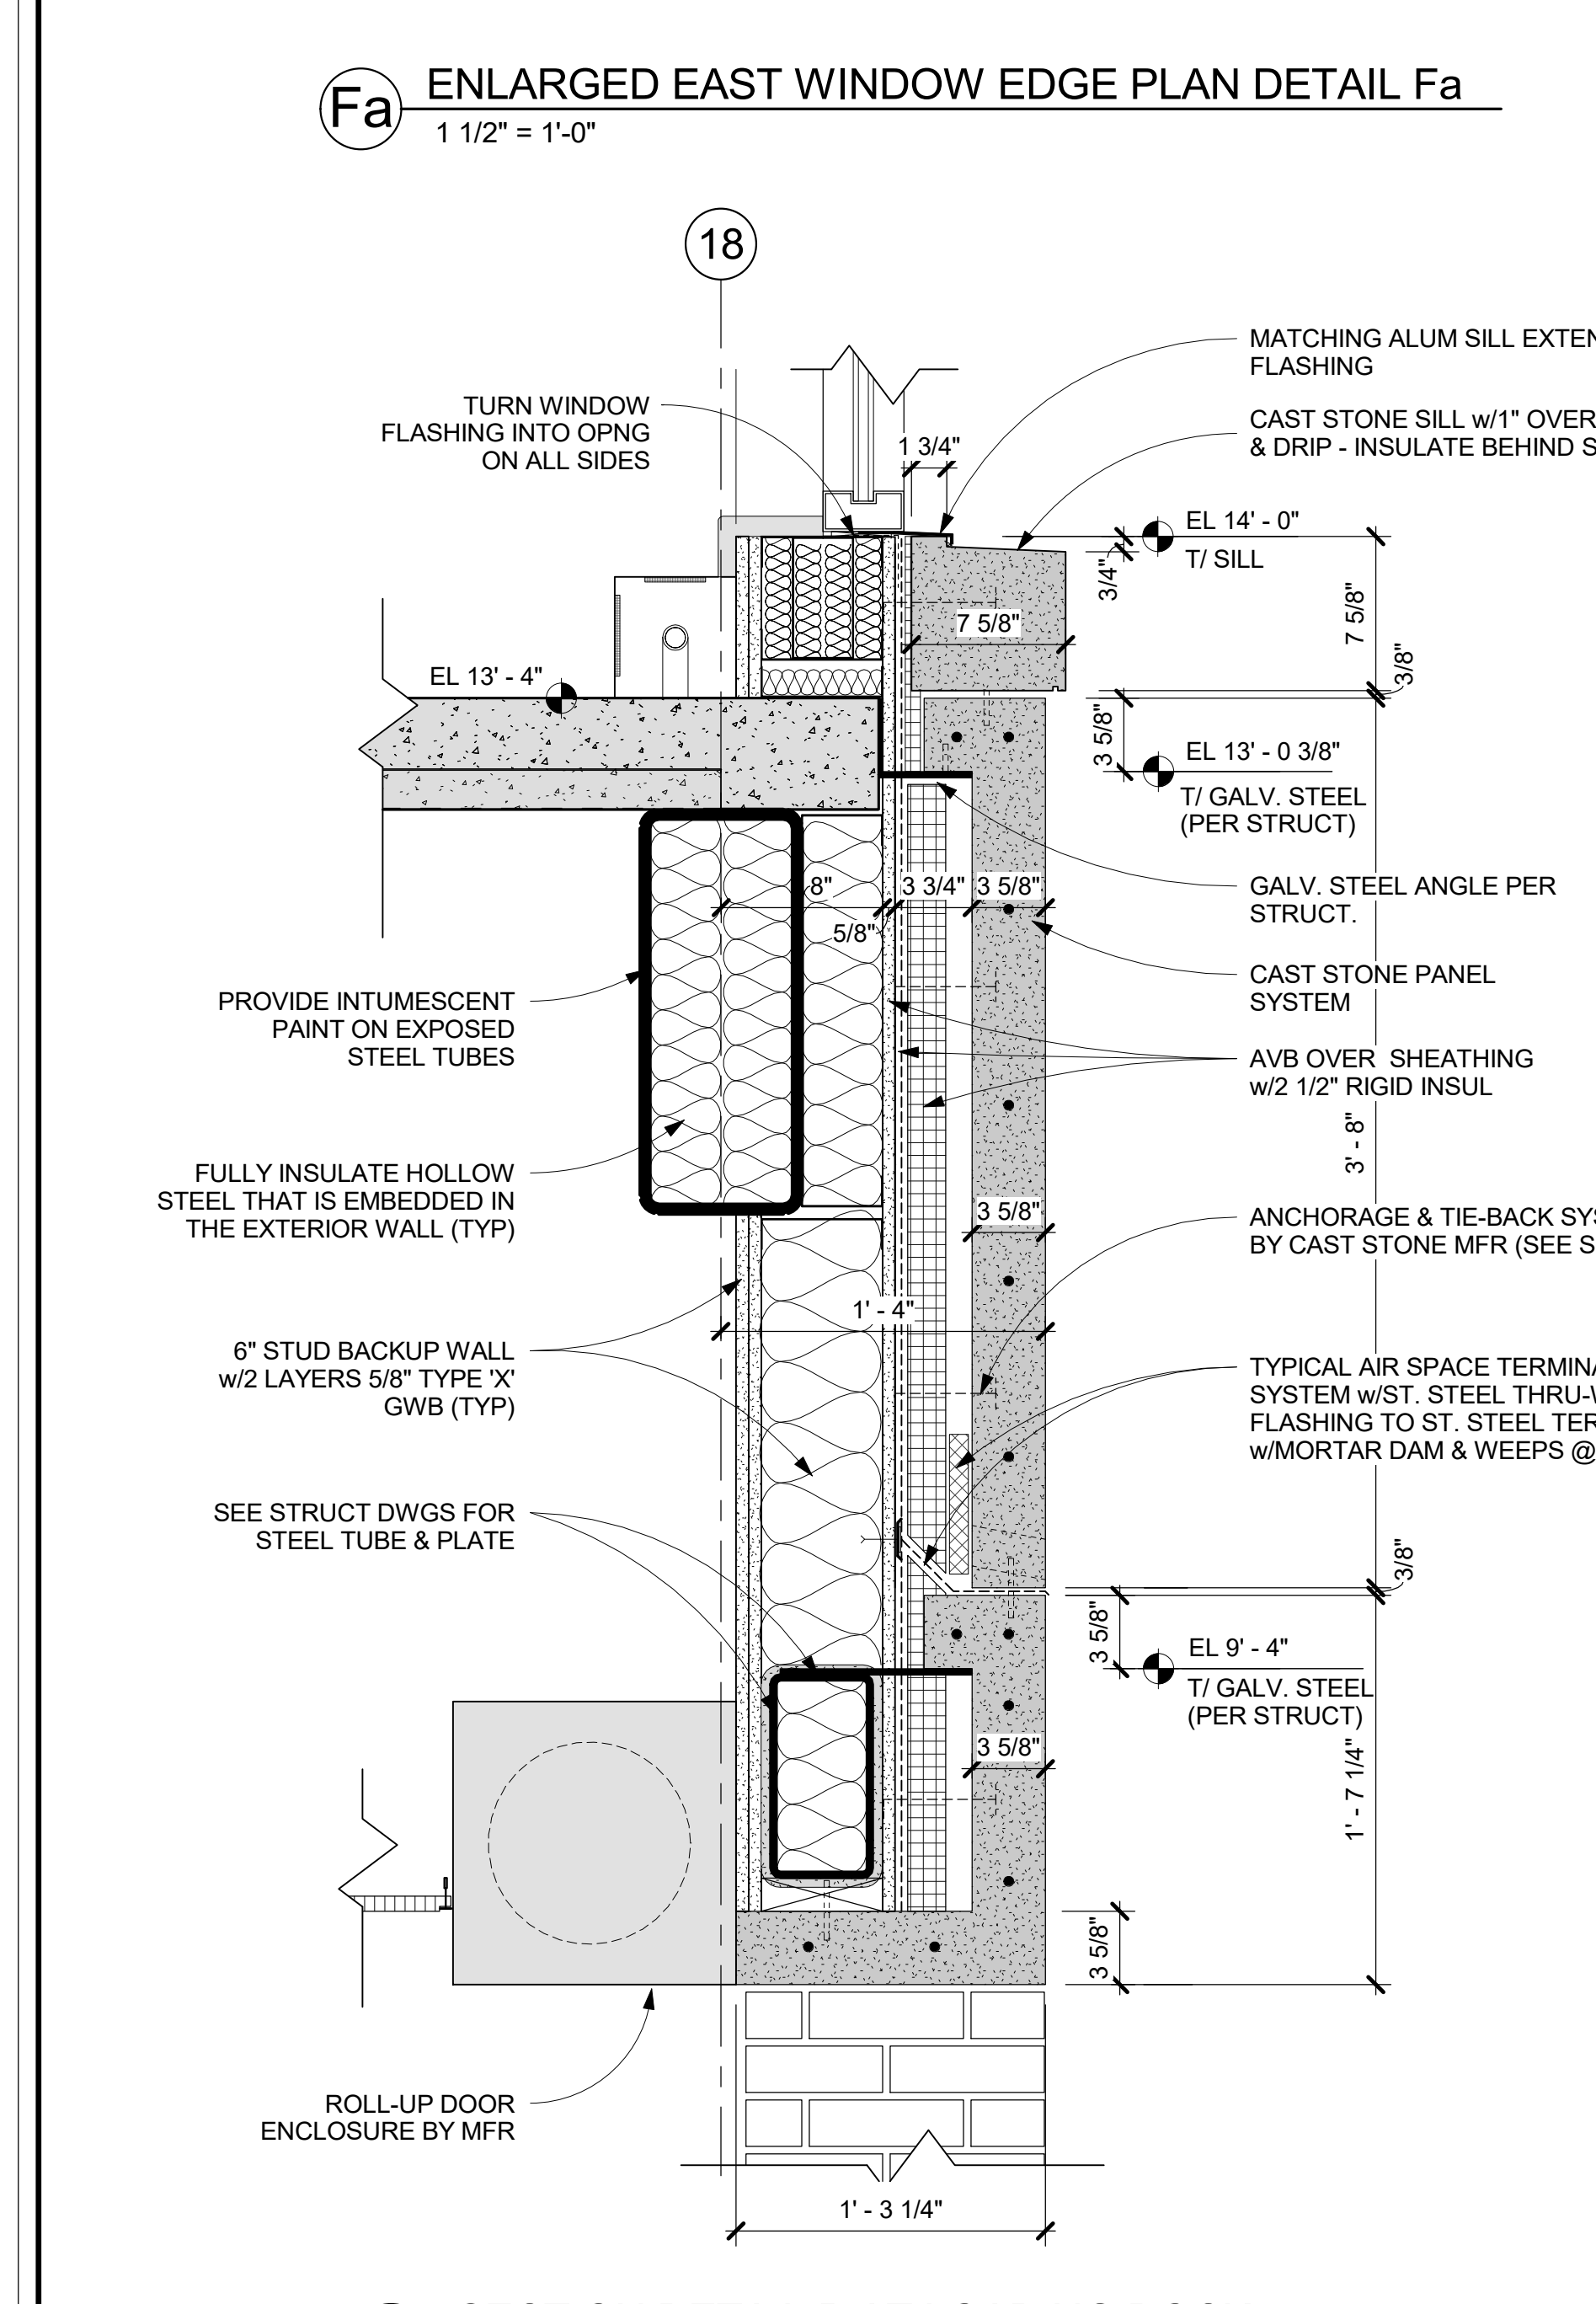 Fa
ENLARGED EAST WINDOW EDGE PLAN DETAIL Fa
1 1/2" = 1'-0"
18
TURN WINDOW
FLASHING INTO OPNG
ON ALL SIDES
MATCHING ALUM SILL
FLASHING
CAST STONE SILL w/1"
& DRIP - INSULATE BEHIND
1 3/4"
EL 14' - 0"
T/ SILL
3/4"
7 5/8"
7 5/8"
3/8"
EL 13' - 4"
3 5/8"
EL 13' - 0 3/8"
T/ GALV. STEEL
(PER STRUCT)
8"
5/8"
3 3/4"
3 5/8"
GALV. STEEL ANGLE PER
STRUCT.
CAST STONE PANEL
SYSTEM
PROVIDE INTUMESCENT
PAINT ON EXPOSED
STEEL TUBES
AVB OVER SHEATHING
w/2 1/2" RIGID INSUL
3' - 8"
FULLY INSULATE HOLLOW
STEEL THAT IS EMBEDDED IN
THE EXTERIOR WALL (TYP)
3 5/8"
ANCHORAGE & TIE-BACK
BY CAST STONE MFR (SEE
1' - 4"
6" STUD BACKUP WALL
w/2 LAYERS 5/8" TYPE 'X'
GWB (TYP)
TYPICAL AIR SPACE
SYSTEM w/ST. STEEL
FLASHING TO ST. STEEL
w/MORTAR DAM & WEEPS @
SEE STRUCT DWGS FOR
STEEL TUBE & PLATE
3/8"
3 5/8"
EL 9' - 4"
T/ GALV. STEEL
(PER STRUCT)
3 5/8"
1' - 7 1/4"
3 5/8"
ROLL-UP DOOR
ENCLOSURE BY MFR
1' - 3 1/4"